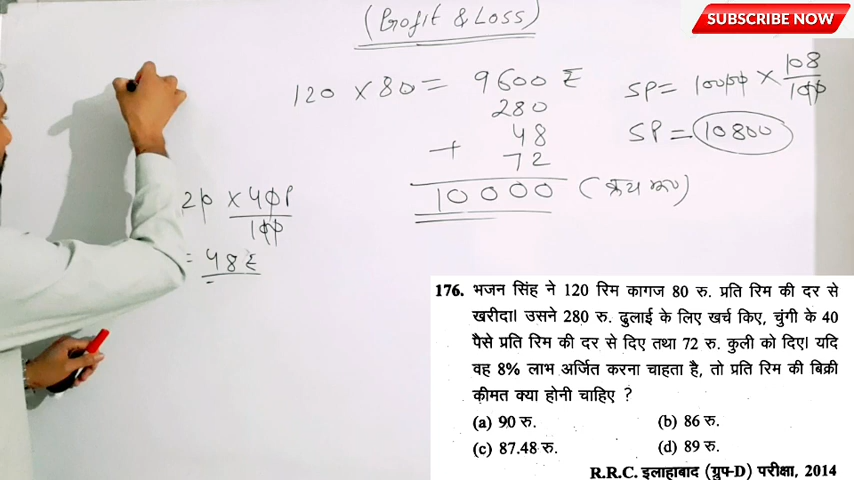 SUBSCRIBE NOW
(Profit & Loss)
120 × 80 = 9600 ₹
280
48
+ 72
10000 (क्रय मू०)
SP = 10000 × 108/100
SP = 10800
20 × 40P/100
= 48₹
176. भजन सिंह ने 120 रिम कागज 80 रु. प्रति रिम की दर से
खरीदा। उसने 280 रु. ढुलाई के लिए खर्च किए, चुंगी के 40
पैसे प्रति रिम की दर से दिए तथा 72 रु. कुली को दिए। यदि
वह 8% लाभ अर्जित करना चाहता है, तो प्रति रिम की बिक्री
कीमत क्या होनी चाहिए ?
(a) 90 रु. (b) 86 रु.
(c) 87.48 रु. (d) 89 रु.
R.R.C. इलाहाबाद (ग्रुप-D) परीक्षा, 2014